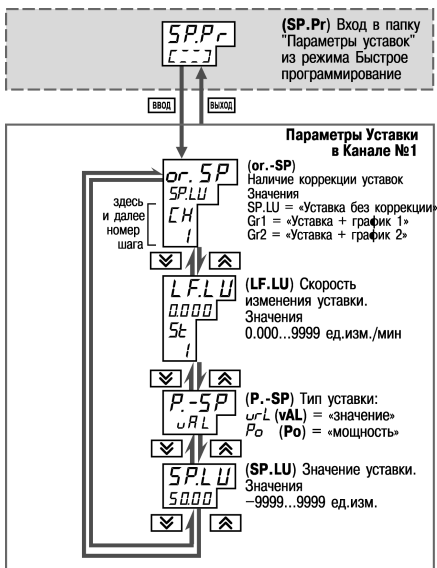 SP.Pr
[---]
(SP.Pr) Вход в папку
"Параметры уставок"
из режима Быстрое
программирование
ВВОД
ВЫХОД
Параметры Уставки
в Канале №1
or.SP
SP.LU
CH
1
здесь
и далее
номер
шага
(or.-SP)
Наличие коррекции уставок
Значения
SP.LU = «Уставка без коррекции»
Gr1 = «Уставка + график 1»
Gr2 = «Уставка + график 2»
LF.LU
0.000
St
1
(LF.LU) Скорость
изменения уставки.
Значения
0.000...9999 ед.изм./мин
P.-SP
vAL
(P.-SP) Тип уставки:
(vAL) = «значение»
Po (Po) = «мощность»
SP.LU
50.00
(SP.LU) Значение уставки.
Значения
–9999...9999 ед.изм.